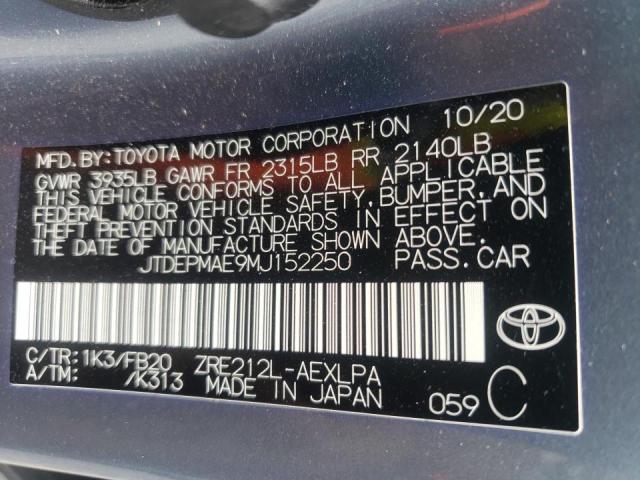 10/20
MFD.BY:TOYOTA MOTOR CORPORATION
GVWR 3935LB GAWR FR 2315LB RR 2140LB
THIS VEHICLE CONFORMS TO ALL APPLICABLE
FEDERAL MOTOR VEHICLE SAFETY,BUMPER,AND
THEFT PREVENTION STANDARDS IN EFFECT ON
THE DATE OF MANUFACTURE SHOWN ABOVE.
JTDEPMAE9MJ152250 PASS.CAR
C/TR:1K3/FB20 ZRE212L-AEXLPA
A/TM: /K313 MADE IN JAPAN
059 C